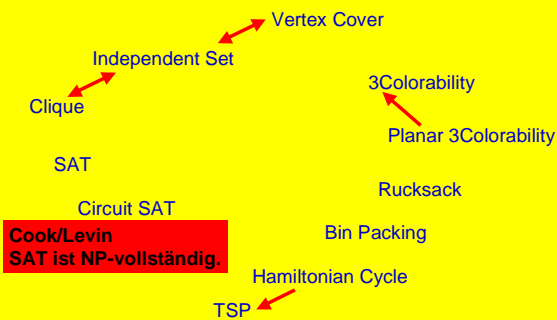 Vertex Cover
Independent Set
3Colorability
Clique
Planar 3Colorability
SAT
Rucksack
Circuit SAT
Cook/Levin
SAT ist NP-vollständig.
Bin Packing
Hamiltonian Cycle
TSP